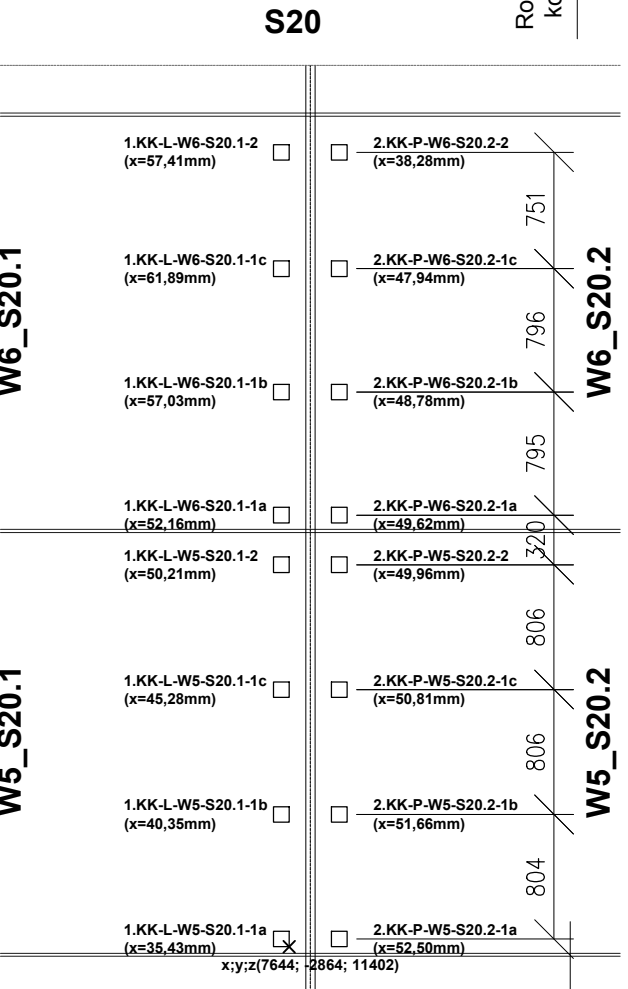 S20
Ro
1.KK-L-W6-S20.1-2
(x=57,41mm)
2.KK-P-W6-S20.2-2
(x=38,28mm)
751
1.KK-L-W6-S20.1-1c
(x=61,89mm)
2.KK-P-W6-S20.2-1c
(x=47,94mm)
W6_S20.1
W6_S20.2
796
1.KK-L-W6-S20.1-1b
(x=57,03mm)
2.KK-P-W6-S20.2-1b
(x=48,78mm)
795
1.KK-L-W6-S20.1-1a
(x=52,16mm)
2.KK-P-W6-S20.2-1a
(x=49,62mm)
320
1.KK-L-W5-S20.1-2
(x=50,21mm)
2.KK-P-W5-S20.2-2
(x=49,96mm)
806
1.KK-L-W5-S20.1-1c
(x=45,28mm)
2.KK-P-W5-S20.2-1c
(x=50,81mm)
W5_S20.1
W5_S20.2
806
1.KK-L-W5-S20.1-1b
(x=40,35mm)
2.KK-P-W5-S20.2-1b
(x=51,66mm)
804
1.KK-L-W5-S20.1-1a
(x=35,43mm)
2.KK-P-W5-S20.2-1a
(x=52,50mm)
x;y;z(7644; -2864; 11402)